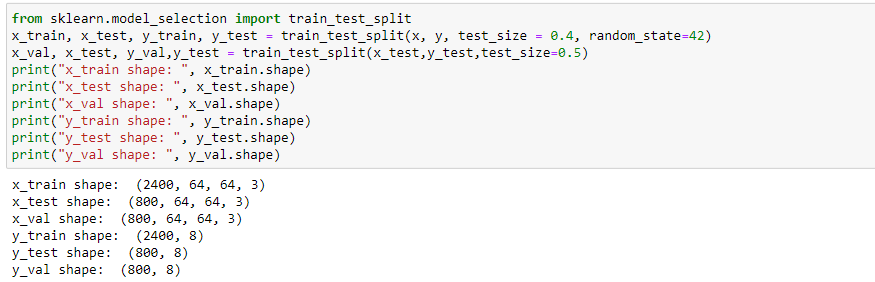 from sklearn.model_selection import train_test_split
x_train, x_test, y_train, y_test = train_test_split(x, y, test_size = 0.4, random_state=42)
x_val, x_test, y_val,y_test = train_test_split(x_test,y_test,test_size=0.5)
print("x_train shape: ", x_train.shape)
print("x_test shape: ", x_test.shape)
print("x_val shape: ", x_val.shape)
print("y_train shape: ", y_train.shape)
print("y_test shape: ", y_test.shape)
print("y_val shape: ", y_val.shape)
x_train shape:  (2400, 64, 64, 3)
x_test shape:  (800, 64, 64, 3)
x_val shape:  (800, 64, 64, 3)
y_train shape:  (2400, 8)
y_test shape:  (800, 8)
y_val shape:  (800, 8)